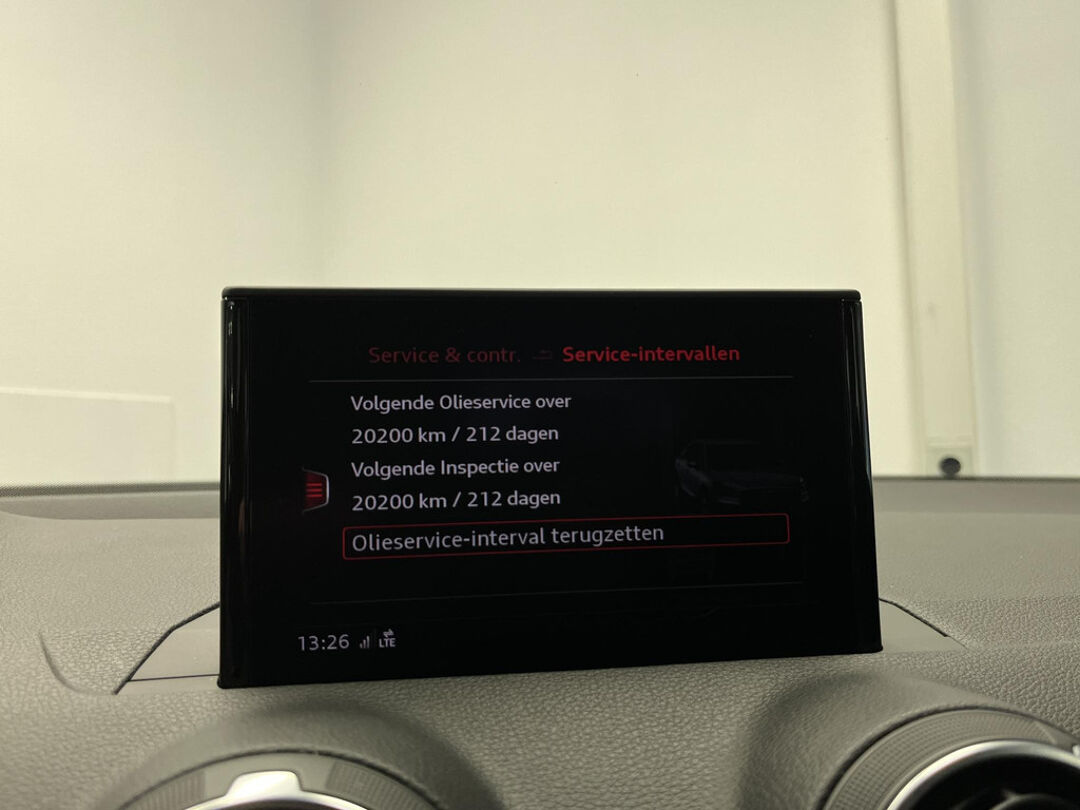 Service & contr. Service-intervallen
Volgende Olieservice over
20200 km / 212 dagen
Volgende Inspectie over
20200 km / 212 dagen
Olieservice-interval terugzetten
13:26 LTE